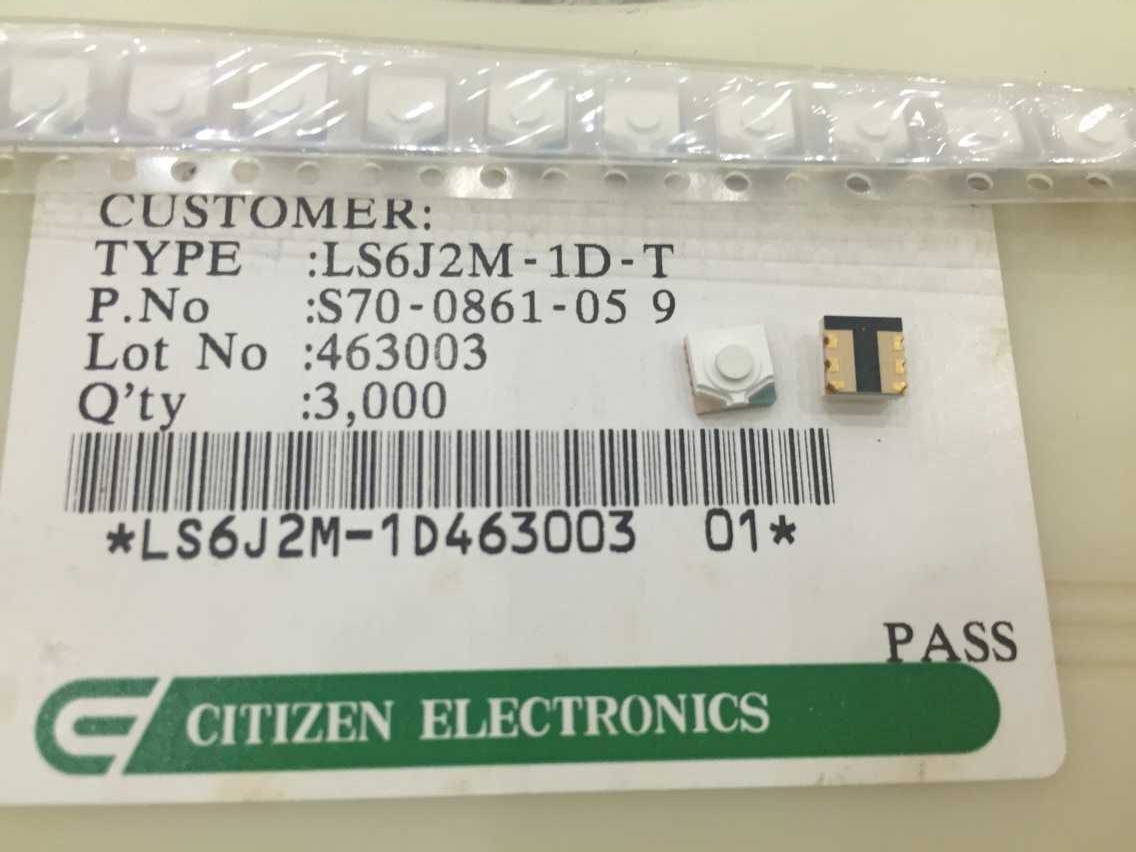 CUSTOMER:
TYPE :LS6J2M-1D-T
P.No :S70-0861-05 9
Lot No :463003
Q'ty :3,000
*LS6J2M-1D463003 01*
PASS
CITIZEN ELECTRONICS